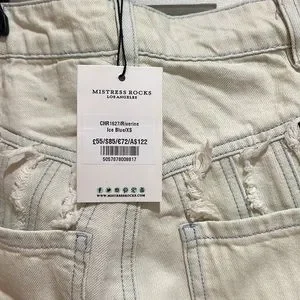 MISTRESS ROCKS
LOS ANGELES
CHR1627/Riverine
Ice Blue/XS
£55/$85/€72/A$122
5057078009817
WWW.MISTRESSROCKS.COM